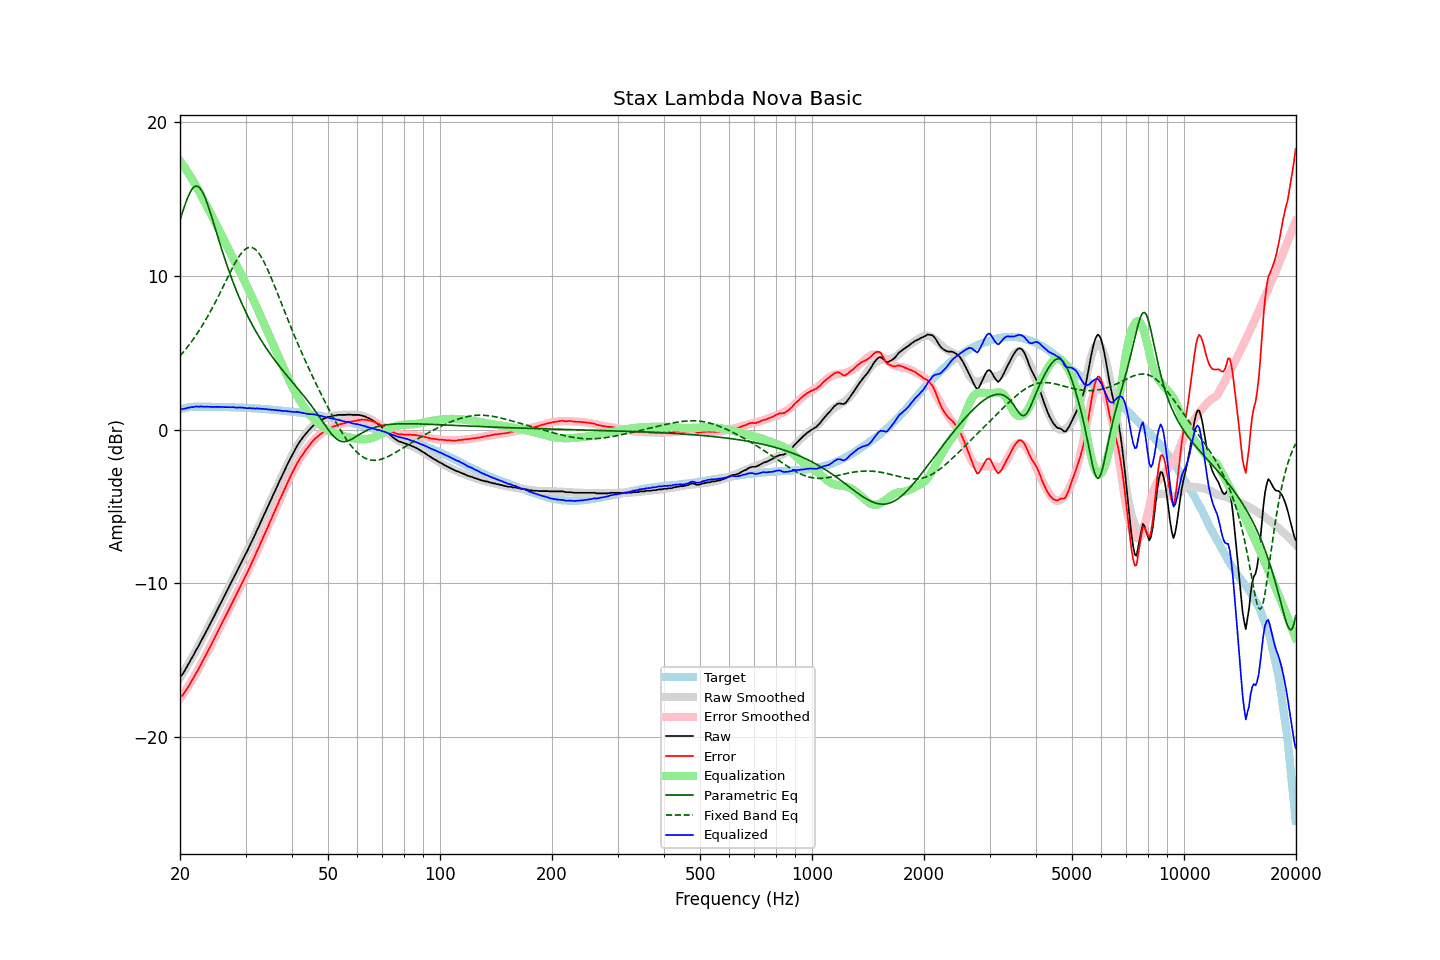 Stax Lambda Nova Basic
20
10
0
−10
−20
Amplitude (dBr)
Target
Raw Smoothed
Error Smoothed
Raw
Error
Equalization
Parametric Eq
Fixed Band Eq
Equalized
20 50 100 200 500 1000 2000 5000 10000 20000
Frequency (Hz)